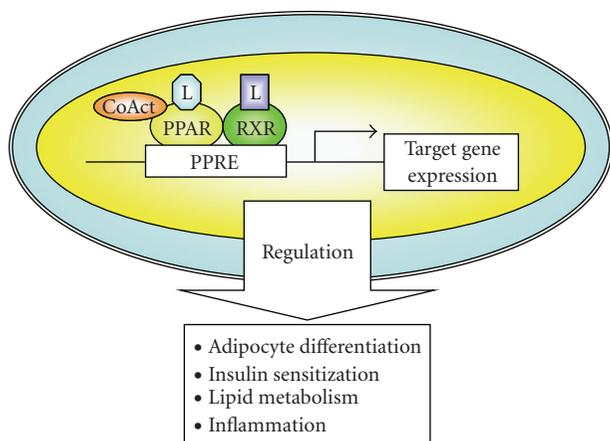 L
L
CoAct
PPAR
RXR
PPRE
Target gene
expression
Regulation
• Adipocyte differentiation
• Insulin sensitization
• Lipid metabolism
• Inflammation